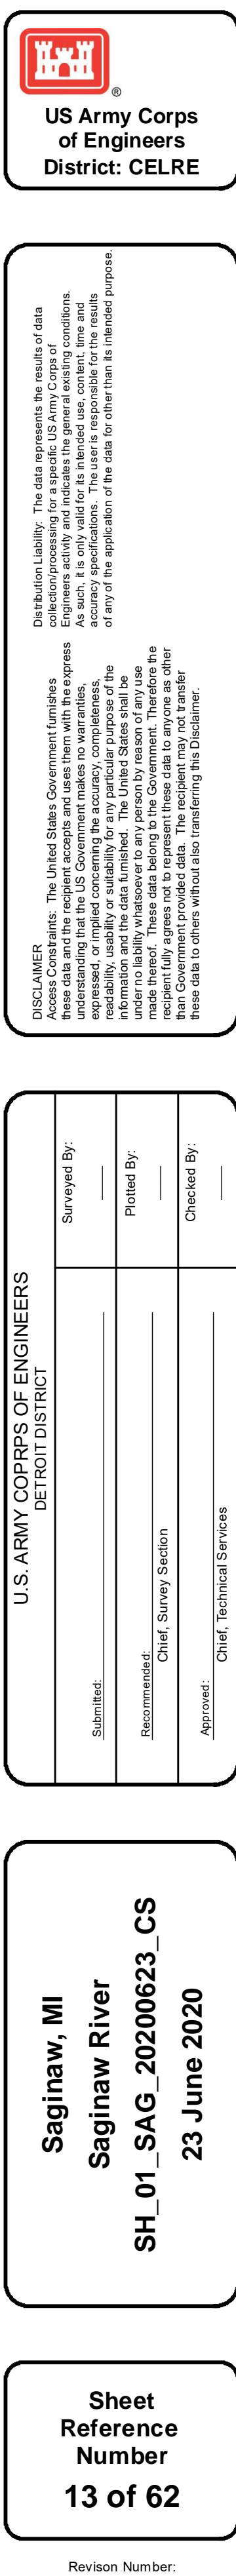 ®
US Army Corps
of Engineers
District: CELRE
DISCLAIMER
Access Constraints: The United States Government furnishes
these data and the recipient accepts and uses them with the express
understanding that the US Government makes no warranties,
expressed, or implied concerning the accuracy, completeness,
readability, usability or suitability for any particular purpose of the
information and the data furnished. The United States shall be
under no liability whatsoever to any person by reason of any use
made thereof. These data belong to the Government. Therefore the
recipient fully agrees not to represent these data to anyone as other
than Government provided data. The recipient may not transfer
these data to others without also transferring this Disclaimer.
Distribution Liability: The data represents the results of data
collection/processing for a specific US Army Corps of
Engineers activity and indicates the general existing conditions.
As such, it is only valid for its intended use, content, time and
accuracy specifications. The user is responsible for the results
of any of the application of the data for other than its intended purpose.
U.S. ARMY COPRPS OF ENGINEERS
DETROIT DISTRICT
Submitted:
Surveyed By:
Recommended:
Chief, Survey Section
Plotted By:
Approved:
Chief, Technical Services
Checked By:
Saginaw, MI
Saginaw River
SH_01_SAG_20200623_CS
23 June 2020
Sheet
Reference
Number
13 of 62
Revison Number: